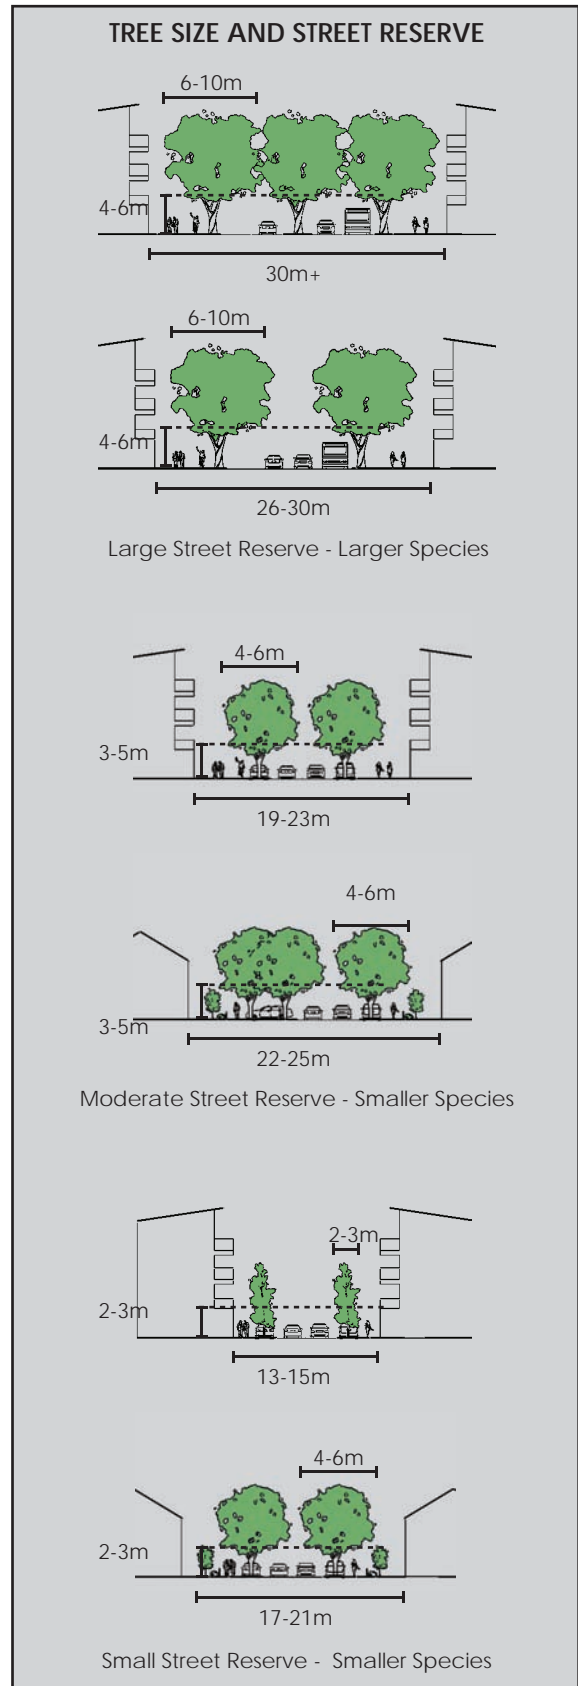 TREE SIZE AND STREET RESERVE
6-10m
4-6m
30m+
6-10m
4-6m
26-30m
Large Street Reserve - Larger Species
4-6m
3-5m
19-23m
4-6m
3-5m
22-25m
Moderate Street Reserve - Smaller Species
2-3m
2-3m
13-15m
4-6m
2-3m
17-21m
Small Street Reserve - Smaller Species